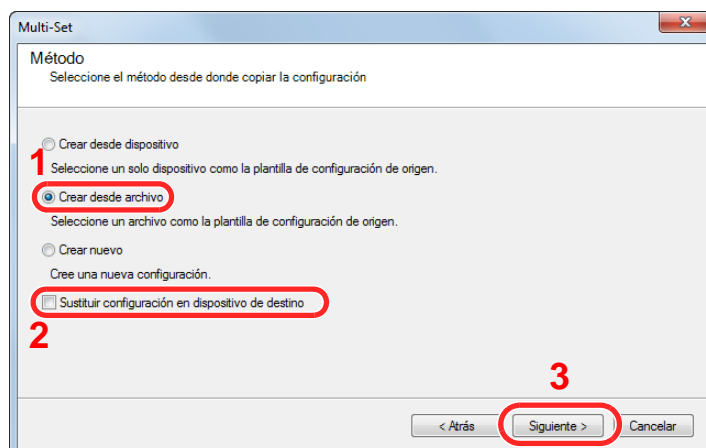 Multi-Set
Método
Seleccione el método desde donde copiar la configuración
Crear desde dispositivo
1
Seleccione un solo dispositivo como la plantilla de configuración de origen.
Crear desde archivo
Seleccione un archivo como la plantilla de configuración de origen.
Crear nuevo
Cree una nueva configuración.
Sustituir configuración en dispositivo de destino
2
3
< Atrás Siguiente > Cancelar